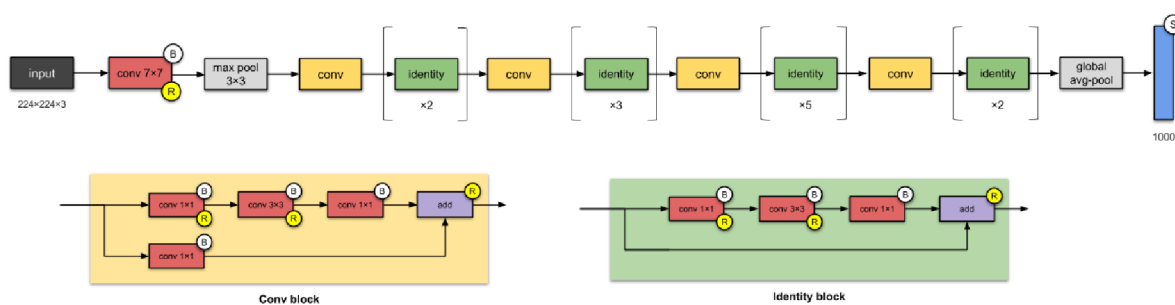 B
S
input
conv 7×7
max pool
3×3
conv
identity
conv
identity
conv
identity
conv
identity
global
avg-pool
R
224×224×3
×2
×3
×5
×2
1000
B
B
B
R
conv 1×1
conv 3×3
conv 1×1
add
R
R
B
conv 1×1
Conv block
B
B
B
R
conv 1×1
conv 3×3
conv 1×1
add
R
R
Identity block